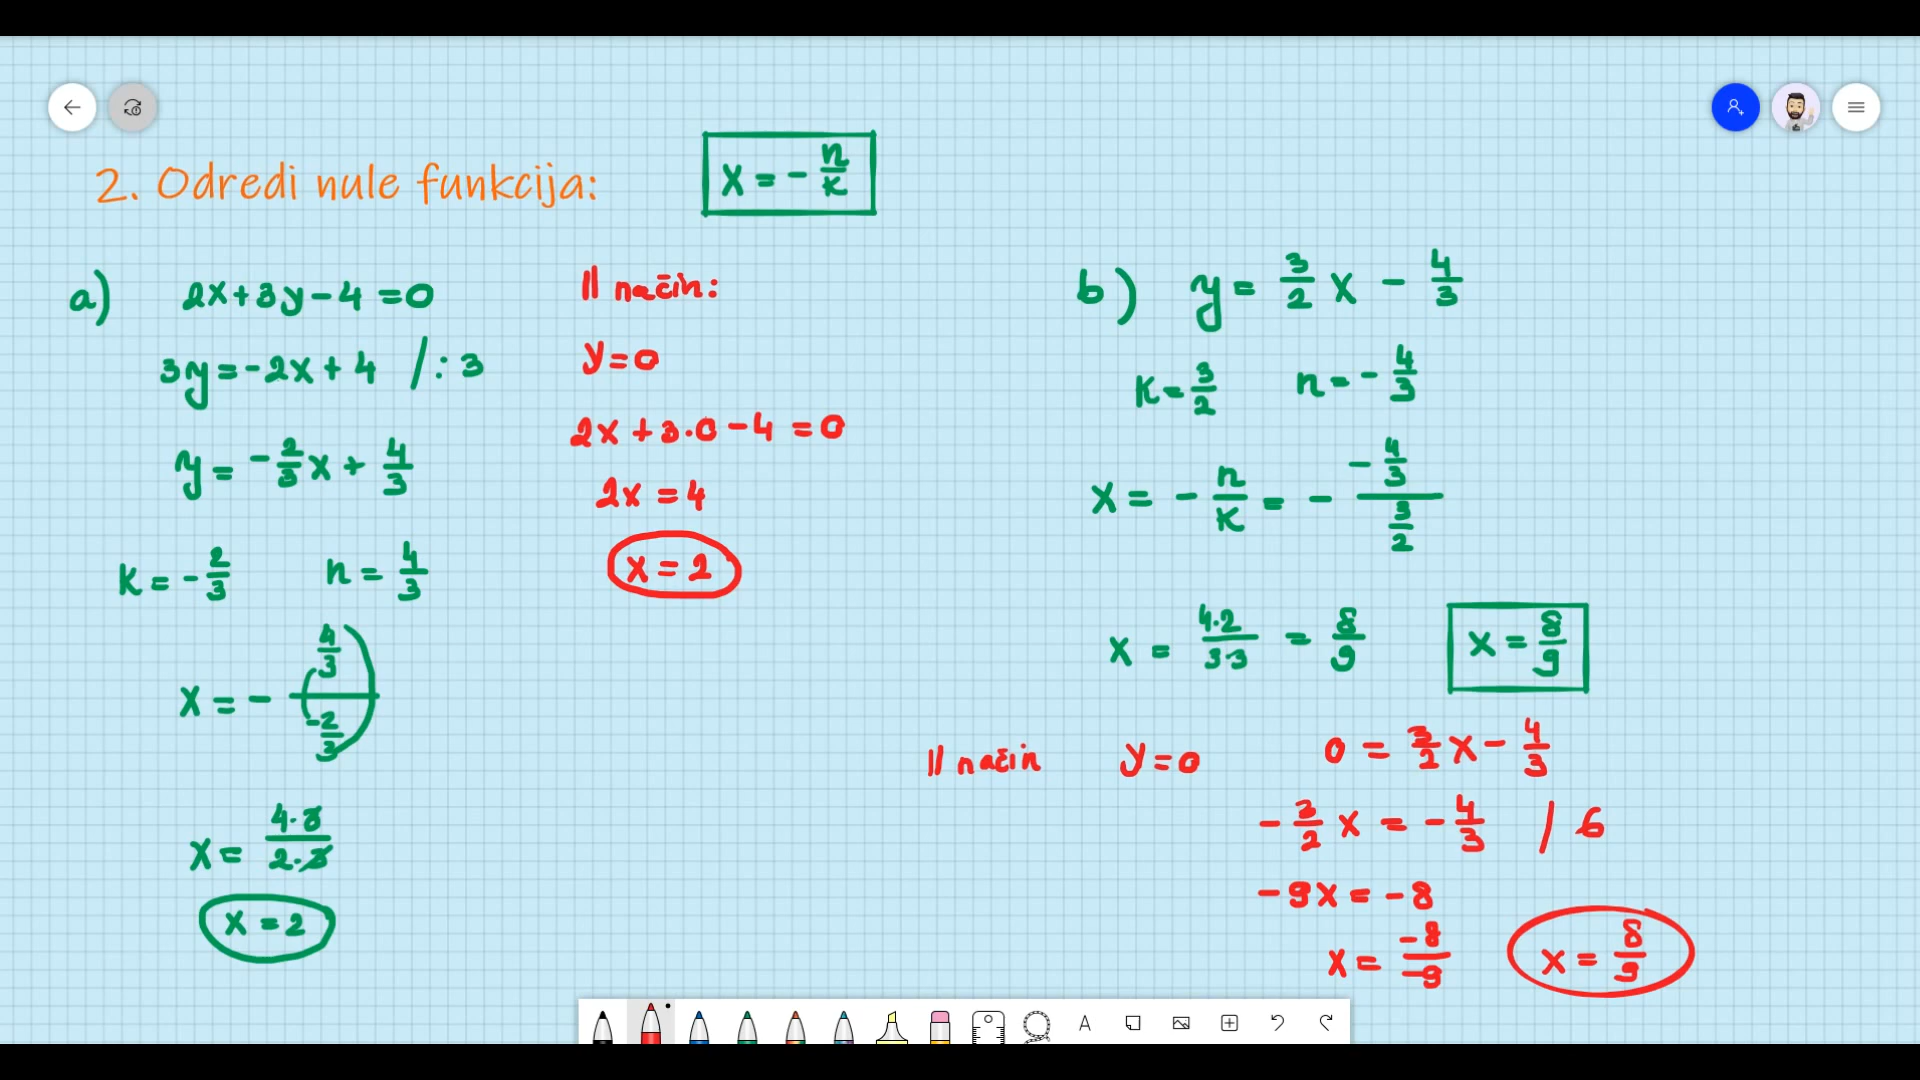 2. Odredi nule funkcija:
x = - n/k
a) 2x+3y-4=0
3y=-2x+4 /:3
y = -2/3x + 4/3
k = -2/3 n = 4/3
x = - (4/3)/(-2/3)
x = 4·3/2·3
x = 2
II način:
y=0
2x+3·0-4=0
2x=4
x=2
b) y = 3/2 x - 4/3
k = 3/2 n = -4/3
x = - n/k = - (-4/3)/(3/2)
x = 4·2/3·3 = 8/9 x = 8/9
II način y=0 0 = 3/2x - 4/3
-3/2x = -4/3 / 6
-9x = -8
x = -8/-9 x = 8/9
A